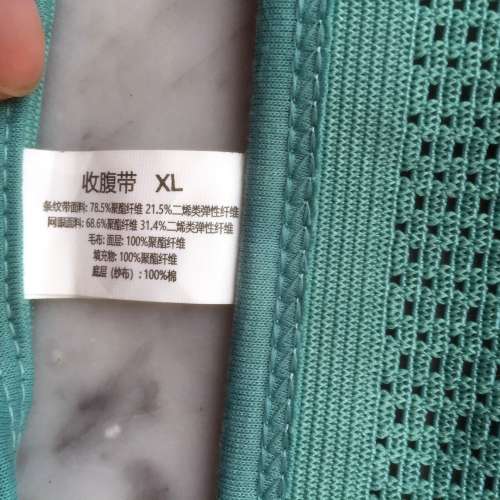 收腹带 XL
条纹带面料: 78.5%聚酯纤维 21.5%二烯类弹性纤维
网眼面料: 68.6%聚酯纤维 31.4%二烯类弹性纤维
毛布: 面层: 100%聚酯纤维
填充物: 100%聚酯纤维
底层（纱布）: 100%棉